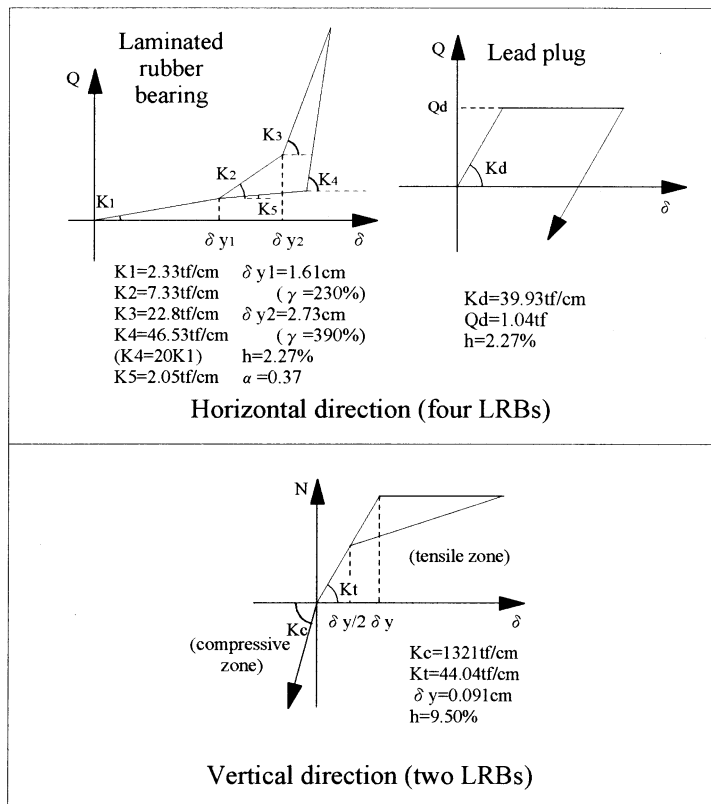 Laminated
rubber
bearing
Q
K3
K2
K4
K1
K5
δ y1
δ y2
δ
K1=2.33tf/cm δ y1=1.61cm
K2=7.33tf/cm ( γ =230%)
K3=22.8tf/cm δ y2=2.73cm
K4=46.53tf/cm ( γ =390%)
(K4=20K1) h=2.27%
K5=2.05tf/cm α =0.37
Lead plug
Q
Qd
Kd
δ
Kd=39.93tf/cm
Qd=1.04tf
h=2.27%
Horizontal direction (four LRBs)
N
(tensile zone)
Kt
Kc
δ y/2 δ y
δ
(compressive
zone)
Kc=1321tf/cm
Kt=44.04tf/cm
δ y=0.091cm
h=9.50%
Vertical direction (two LRBs)